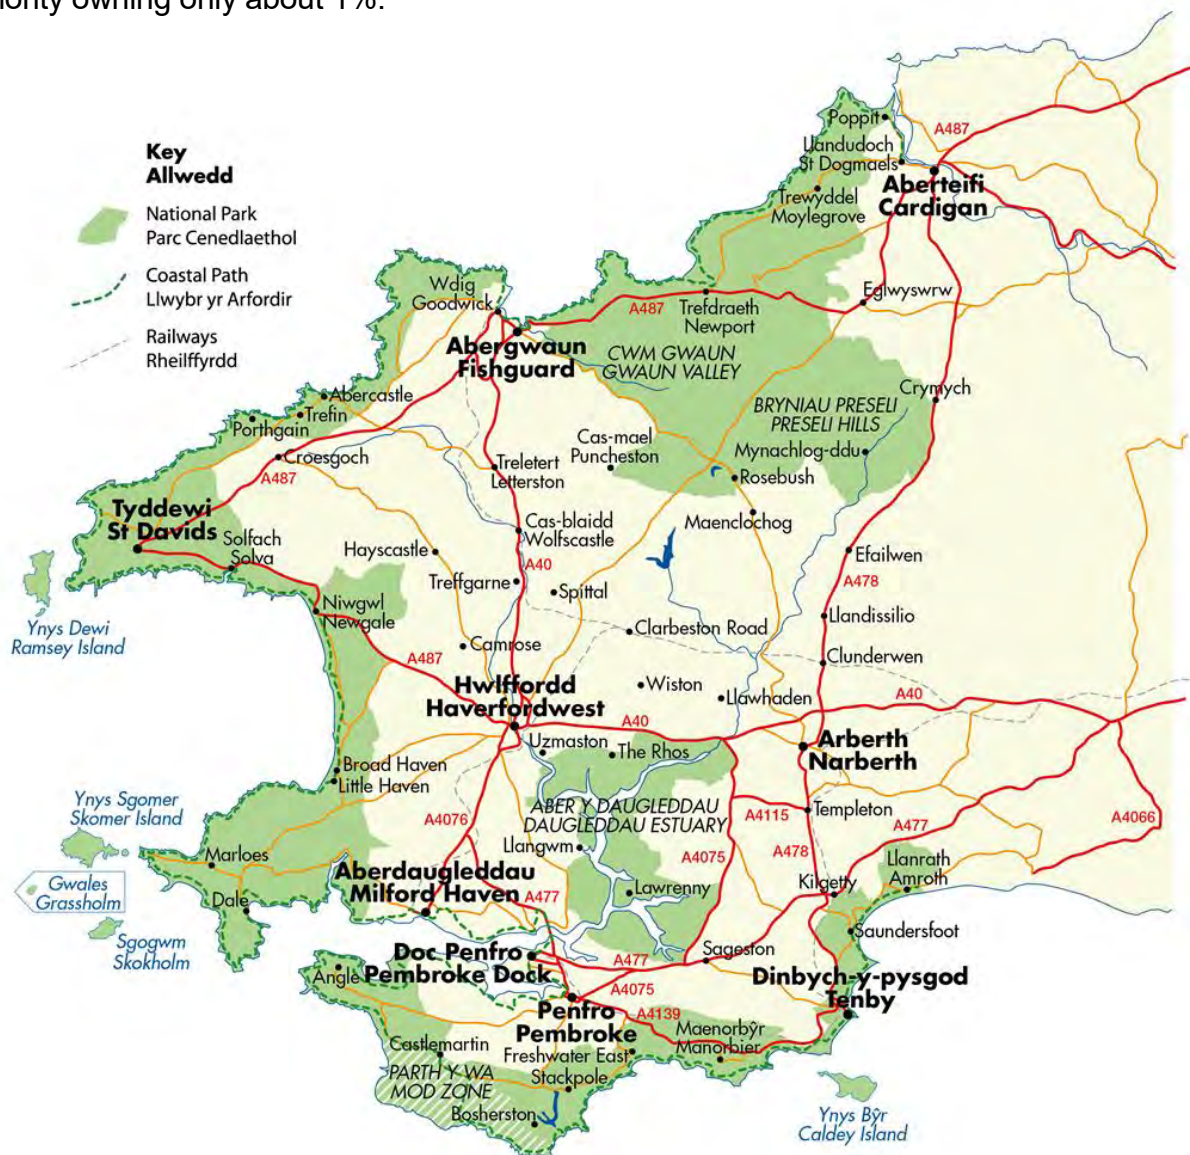 ority owning only about 1%.
Key
Allwedd
National Park
Parc Cenedlaethol
Coastal Path
Llwybr yr Arfordir
Railways
Rheilffyrdd
Poppit
A487
Llandudoch
St Dogmaels
Aberteifi
Cardigan
Trewyddel
Moylegrove
Wdig
Goodwick
Eglwyswrw
A487
Trefdraeth
Newport
Abergwaun
Fishguard
CWM GWAUN
GWAUN VALLEY
Crymych
Abercastle
Trefin
Porthgain
BRYNIAU PRESELI
PRESELI HILLS
Cas-mael
Puncheston
Mynachlog-ddu
Croesgoch
A487
Treletert
Letterston
Rosebush
Tyddewi
St Davids
Cas-blaidd
Wolfscastle
Maenclochog
Solfach
Solva
Hayscastle
Efailwen
A40
Treffgarne
A478
Spittal
Niwgwl
Newgale
Llandissilio
Ynys Dewi
Ramsey Island
Clarbeston Road
Camrose
Clunderwen
A487
Hwlffordd
Haverfordwest
Wiston
Llawhaden
A40
A40
Uzmaston
The Rhos
Arberth
Narberth
Broad Haven
Little Haven
Ynys Sgomer
Skomer Island
ABER Y DAUGLEDDAU
DAUGLEDDAU ESTUARY
A4076
A4115
Templeton
A477
A4066
Llangwm
A4075
A478
Marloes
Llanrath
Amroth
Aberdaugleddau
Milford Haven
Gwales
Grassholm
A477
Lawrenny
Kilgetty
Dale
Sgogwm
Skokholm
Saundersfoot
Doc Penfro
Pembroke Dock
Sageston
A477
Angle
Dinbych-y-pysgod
Tenby
A4075
Penfro
Pembroke
A4139
Maenorbŷr
Manorbier
Castlemartin
Freshwater East
PARTH Y WA
MOD ZONE
Stackpole
Bosherston
Ynys Bŷr
Caldey Island